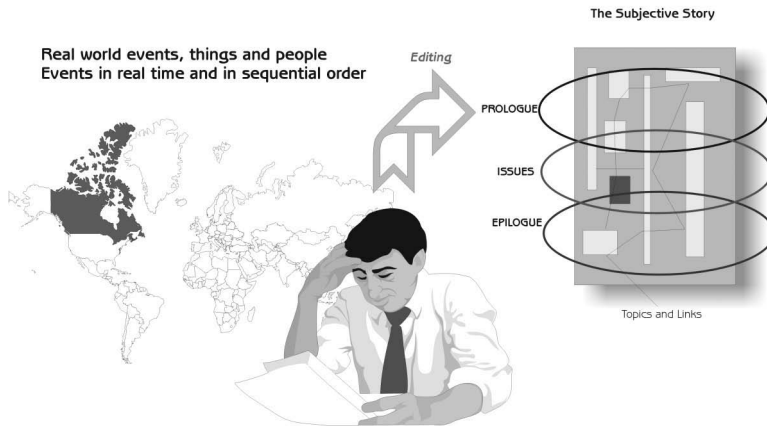 The Subjective Story
Real world events, things and people
Events in real time and in sequential order
Editing
PROLOGUE
ISSUES
EPILOGUE
Topics and Links